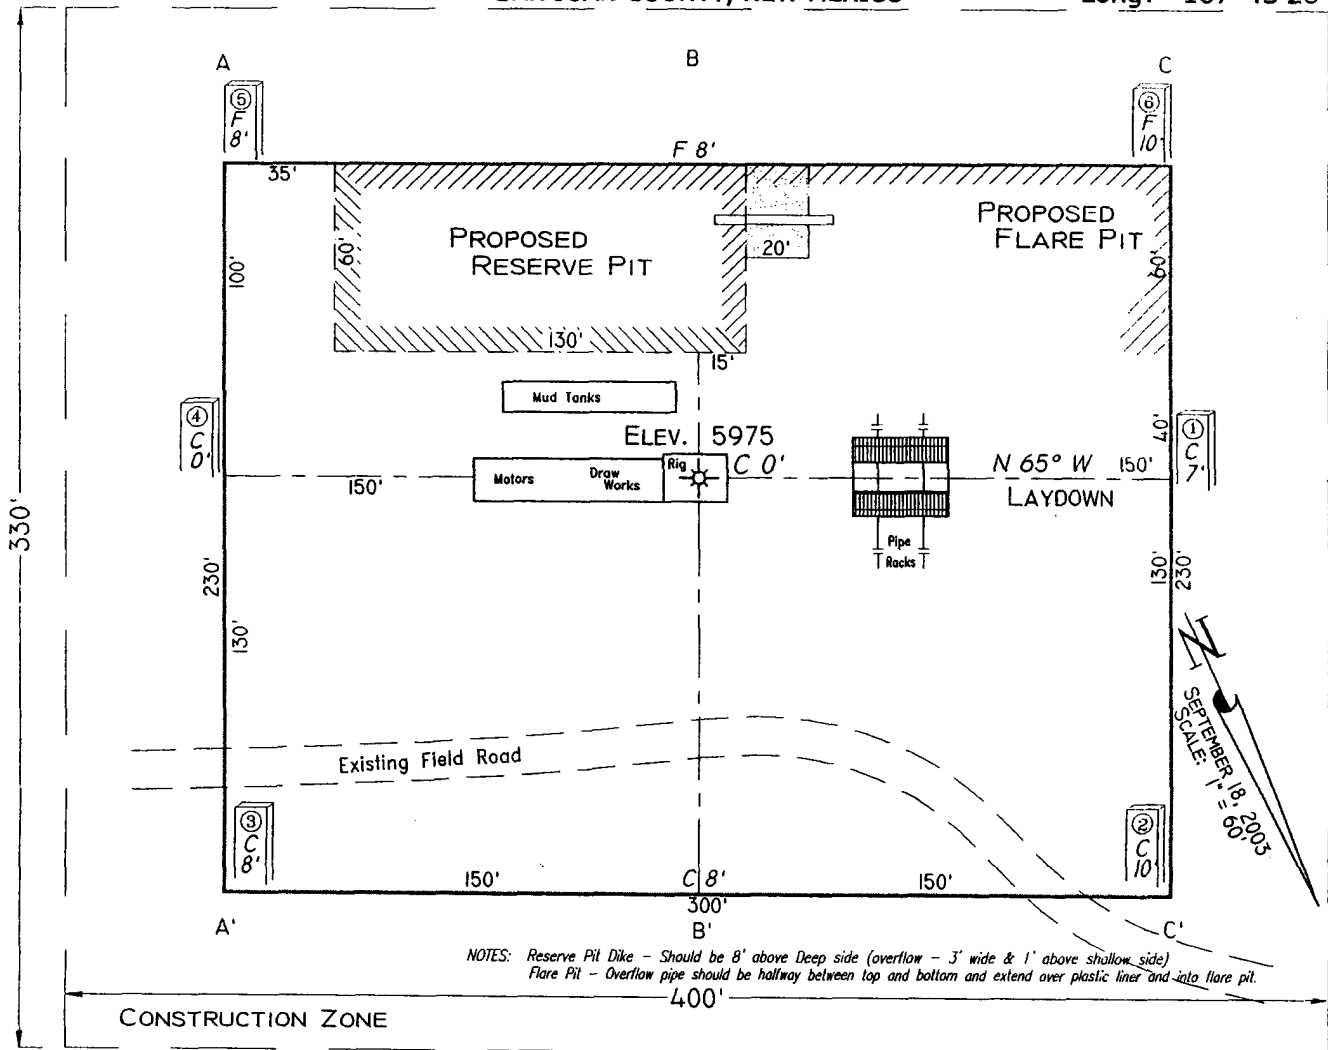 A
B
C
⑤
F
8'
⑥
F
10'
F 8'
35'
PROPOSED
RESERVE PIT
PROPOSED
FLARE PIT
60'
100'
20'
60'
130'
15'
Mud Tanks
④
C
0'
ELEV. 5975
①
C
7'
40'
Rig
C 0'
Motors
Draw
Works
N 65° W
150'
150'
LAYDOWN
Pipe
Racks
330'
230'
130'
130'
230'
N
SEPTEMBER 18, 2003
SCALE: 1" = 60'
Existing Field Road
③
C
8'
②
C
10'
150'
C 8'
150'
300'
A'
B'
C'
NOTES: Reserve Pit Dike - Should be 8' above Deep side (overflow - 3' wide & 1' above shallow side)
Flare Pit - Overflow pipe should be halfway between top and bottom and extend over plastic liner and into flare pit.
400'
CONSTRUCTION ZONE